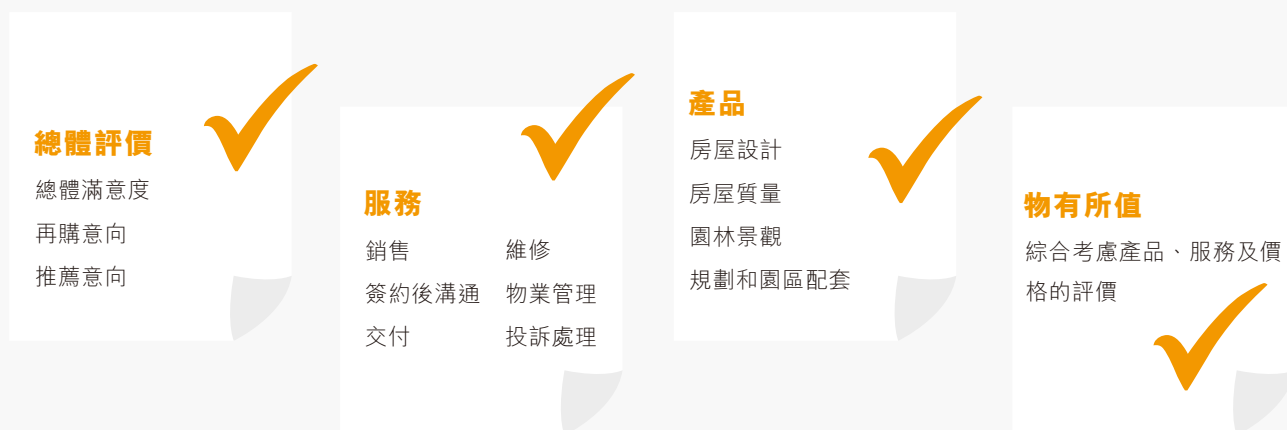 總體評價
總體滿意度
再購意向
推薦意向
服務
銷售
簽約後溝通
交付
維修
物業管理
投訴處理
產品
房屋設計
房屋質量
園林景觀
規劃和園區配套
物有所值
綜合考慮產品、服務及價
格的評價